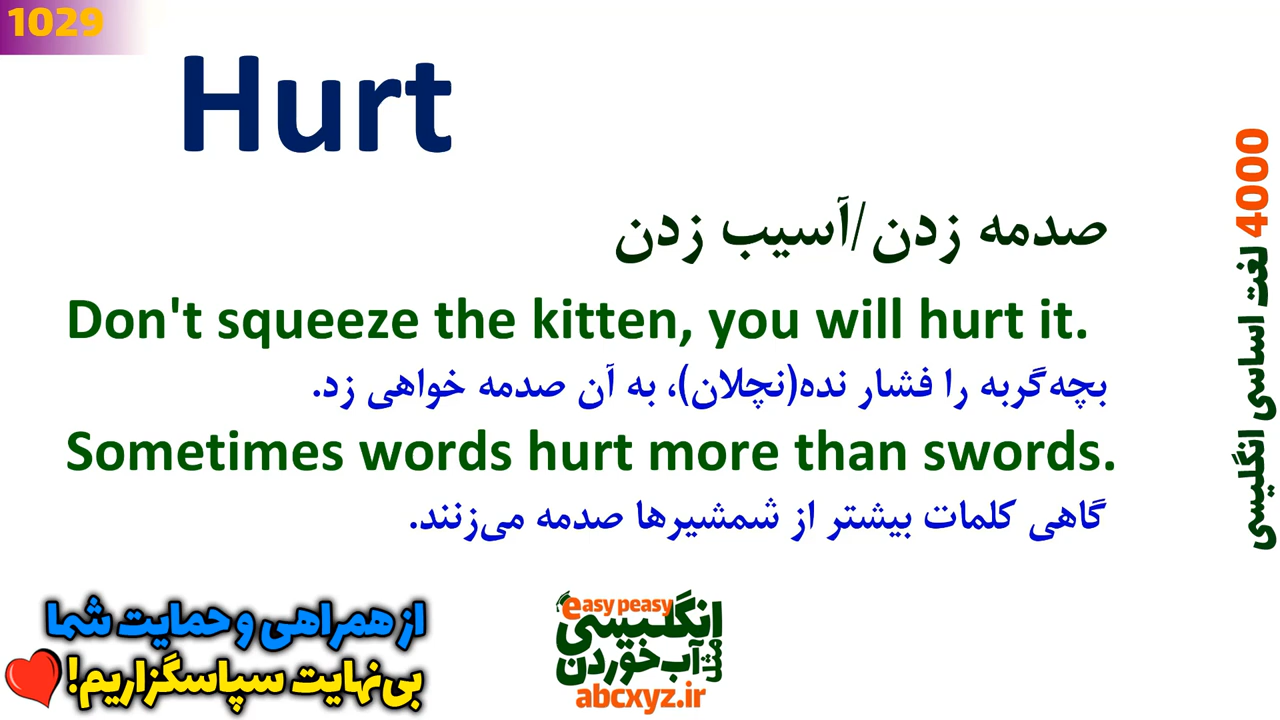 1029
Hurt
صدمه زدن/آسیب زدن
Don't squeeze the kitten, you will hurt it.
بچه‌گربه را فشار نده(نچلان)، به آن صدمه خواهی زد.
Sometimes words hurt more than swords.
گاهی کلمات بیشتر از شمشیرها صدمه می‌زنند.
4000 لغت اساسی انگلیسی
از همراهی و حمایت شما
بی‌نهایت سپاسگزاریم!
easy peasy
انگلیسی
مثل آب خوردن
abcxyz.ir